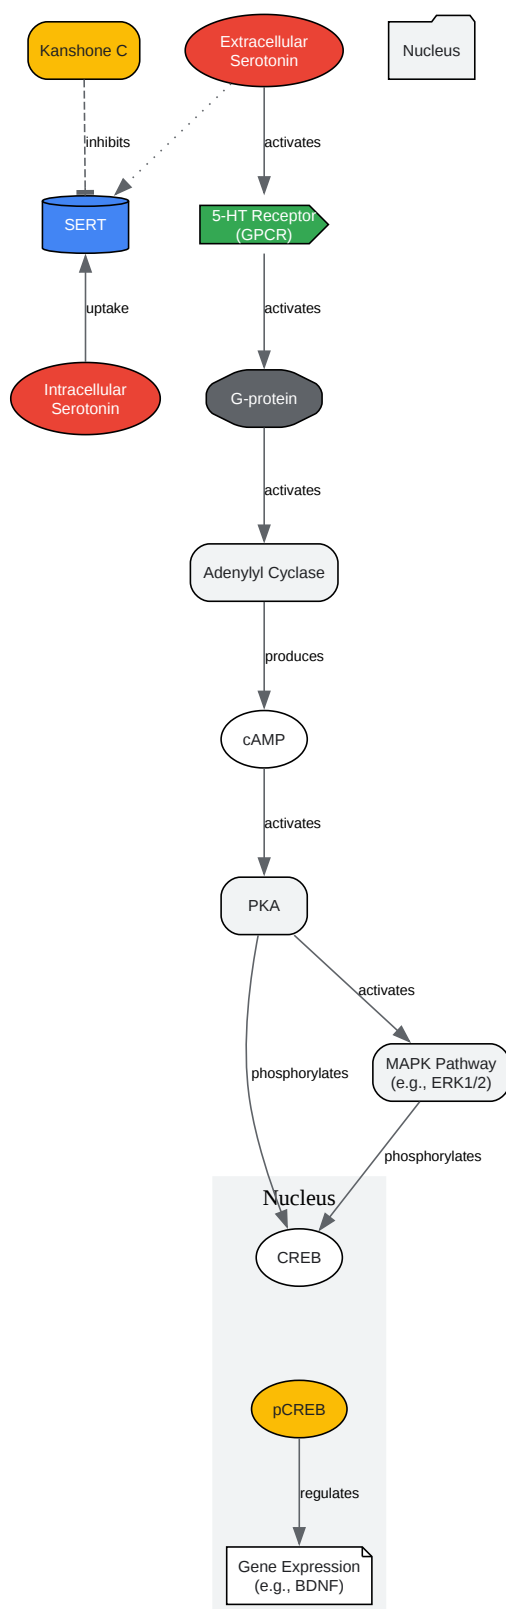 Kanshone C
Extracellular
Serotonin
Nucleus
inhibits
activates
SERT
5-HT Receptor
(GPCR)
uptake
activates
Intracellular
Serotonin
G-protein
activates
Adenylyl Cyclase
produces
cAMP
activates
PKA
activates
MAPK Pathway
(e.g., ERK1/2)
phosphorylates
phosphorylates
Nucleus
CREB
pCREB
regulates
Gene Expression
(e.g., BDNF)